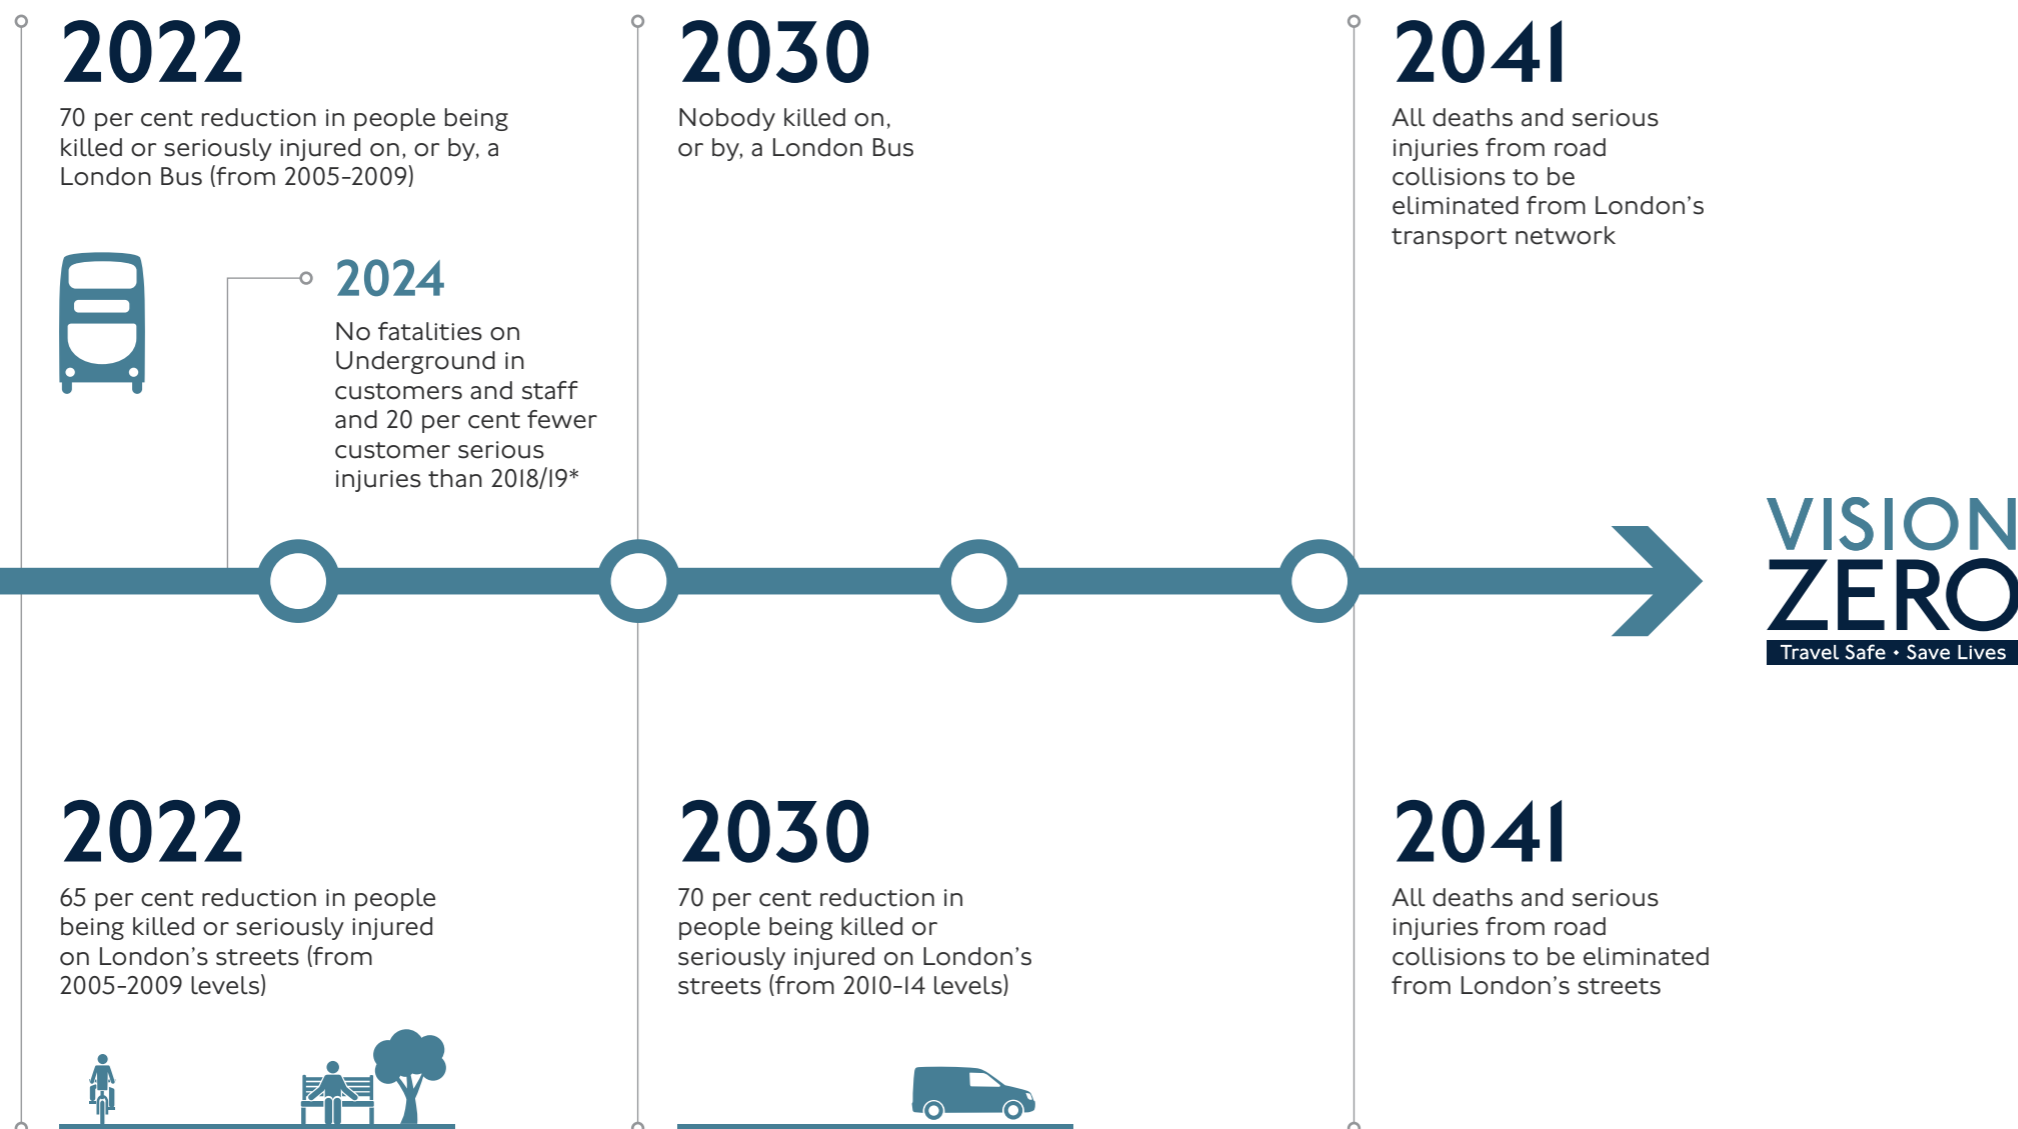 2022
70 per cent reduction in people being
killed or seriously injured on, or by, a
London Bus (from 2005-2009)
2024
No fatalities on
Underground in
customers and staff
and 20 per cent fewer
customer serious
injuries than 2018/19*
2030
Nobody killed on,
or by, a London Bus
2041
All deaths and serious
injuries from road
collisions to be
eliminated from London's
transport network
VISION
ZERO
Travel Safe • Save Lives
2022
65 per cent reduction in people
being killed or seriously injured
on London's streets (from
2005-2009 levels)
2030
70 per cent reduction in
people being killed or
seriously injured on London's
streets (from 2010-14 levels)
2041
All deaths and serious
injuries from road
collisions to be eliminated
from London's streets